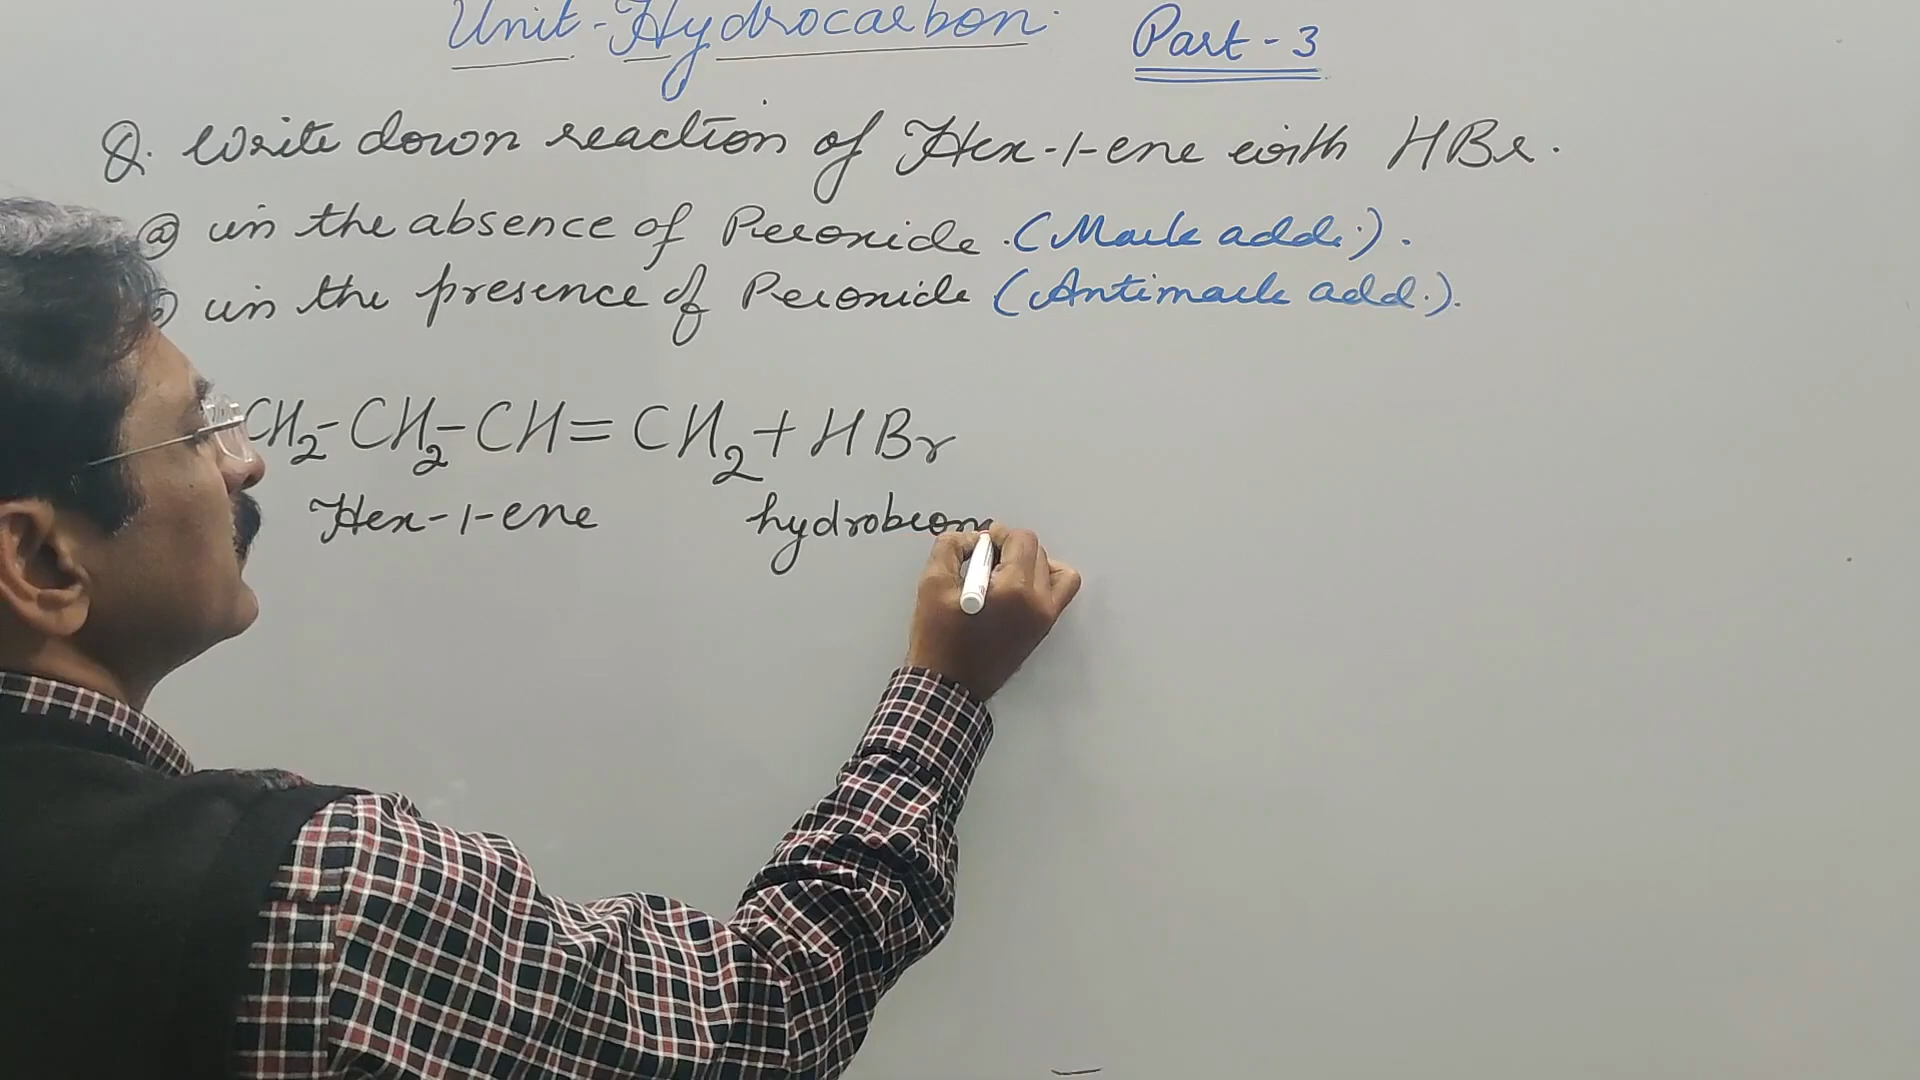 Unit-Hydrocarbon. Part-3
Q. Write down reaction of Hex-1-ene with HBr.
@ in the absence of Peroxide. (Mark add.).
in the presence of Peroxide (Antimark add.).
CH2-CH2-CH=CH2+HBr
Hex-1-ene hydrobrom